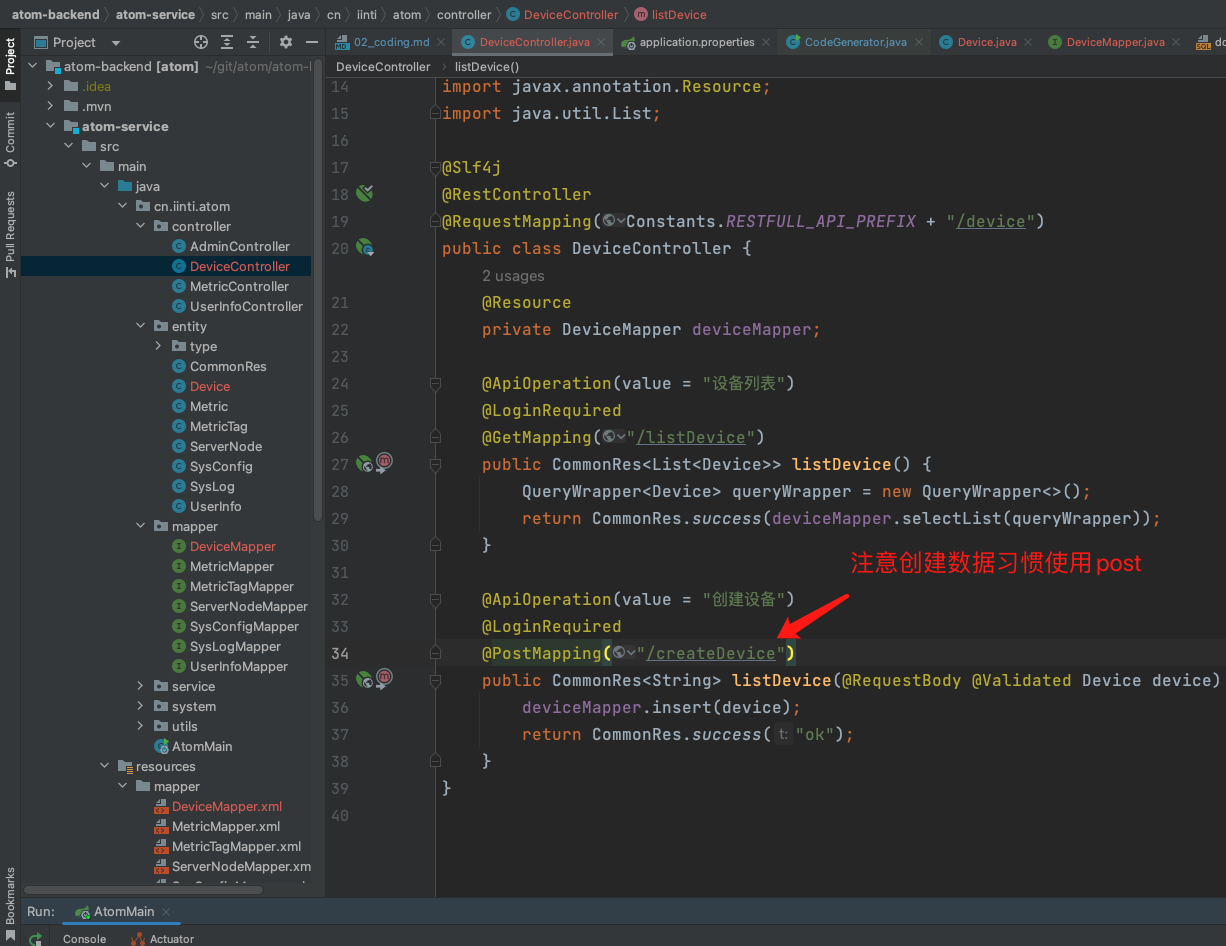 atom-backend atom-service src main java cn iinti atom controller DeviceController listDevice
Project
02_coding.md DeviceController.java application.properties CodeGenerator.java Device.java DeviceMapper.java
DeviceController listDevice()
Project
Commit
Pull Requests
Bookmarks
atom-backend [atom] ~/git/atom/atom-
.idea
.mvn
atom-service
src
main
java
cn.iinti.atom
controller
AdminController
DeviceController
MetricController
UserInfoController
entity
type
CommonRes
Device
Metric
MetricTag
ServerNode
SysConfig
SysLog
UserInfo
mapper
DeviceMapper
MetricMapper
MetricTagMapper
ServerNodeMapper
SysConfigMapper
SysLogMapper
UserInfoMapper
service
system
utils
AtomMain
resources
mapper
DeviceMapper.xml
MetricMapper.xml
MetricTagMapper.xml
ServerNodeMapper.xm
14 import javax.annotation.Resource;
15 import java.util.List;
16
17 @Slf4j
18 @RestController
19 @RequestMapping(Constants.RESTFULL_API_PREFIX + "/device")
20 public class DeviceController {
2 usages
21 @Resource
22 private DeviceMapper deviceMapper;
23
24 @ApiOperation(value = "设备列表")
25 @LoginRequired
26 @GetMapping("/listDevice")
27 public CommonRes<List<Device>> listDevice() {
28 QueryWrapper<Device> queryWrapper = new QueryWrapper<>();
29 return CommonRes.success(deviceMapper.selectList(queryWrapper));
30 }
31
注意创建数据习惯使用post
32 @ApiOperation(value = "创建设备")
33 @LoginRequired
34 @PostMapping("/createDevice")
35 public CommonRes<String> listDevice(@RequestBody @Validated Device device)
36 deviceMapper.insert(device);
37 return CommonRes.success( t: "ok");
38 }
39 }
40
Run: AtomMain
Console Actuator